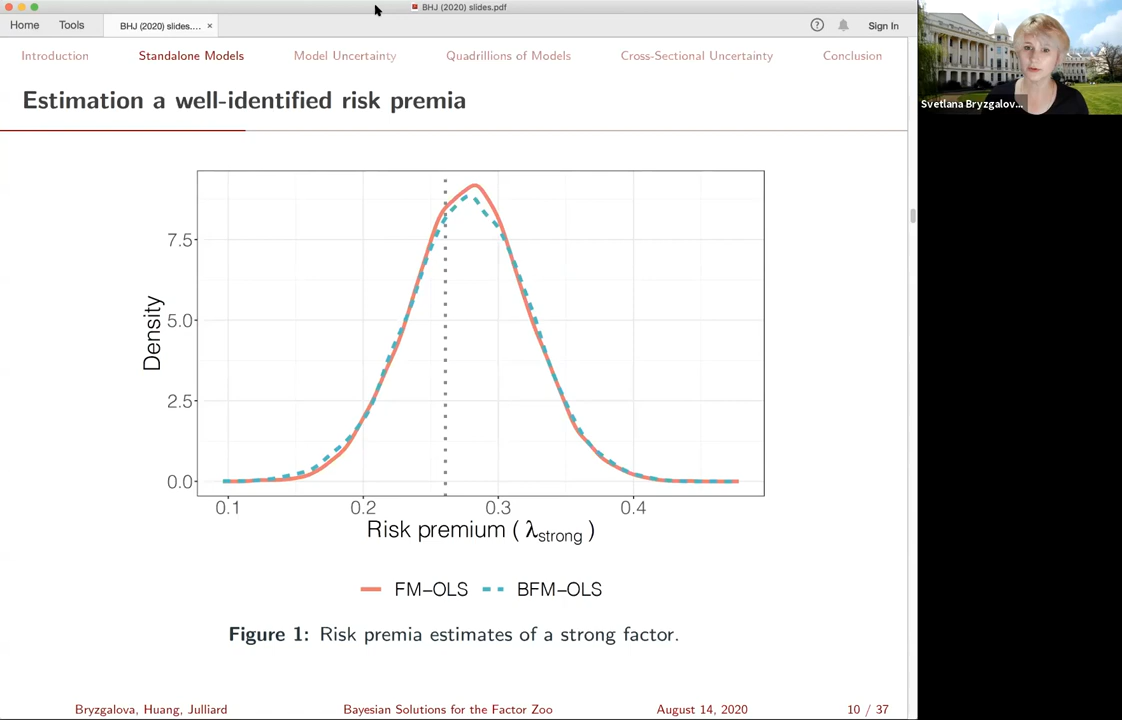 BHJ (2020) slides.pdf
Home Tools BHJ (2020) slides.... × ? Sign In
Introduction Standalone Models Model Uncertainty Quadrillions of Models Cross-Sectional Uncertainty Conclusion
Svetlana Bryzgalov...
Estimation a well-identified risk premia
Density
7.5
5.0
2.5
0.0
0.1 0.2 0.3 0.4
Risk premium ( λstrong )
FM–OLS BFM–OLS
Figure 1: Risk premia estimates of a strong factor.
Bryzgalova, Huang, Julliard Bayesian Solutions for the Factor Zoo August 14, 2020 10 / 37